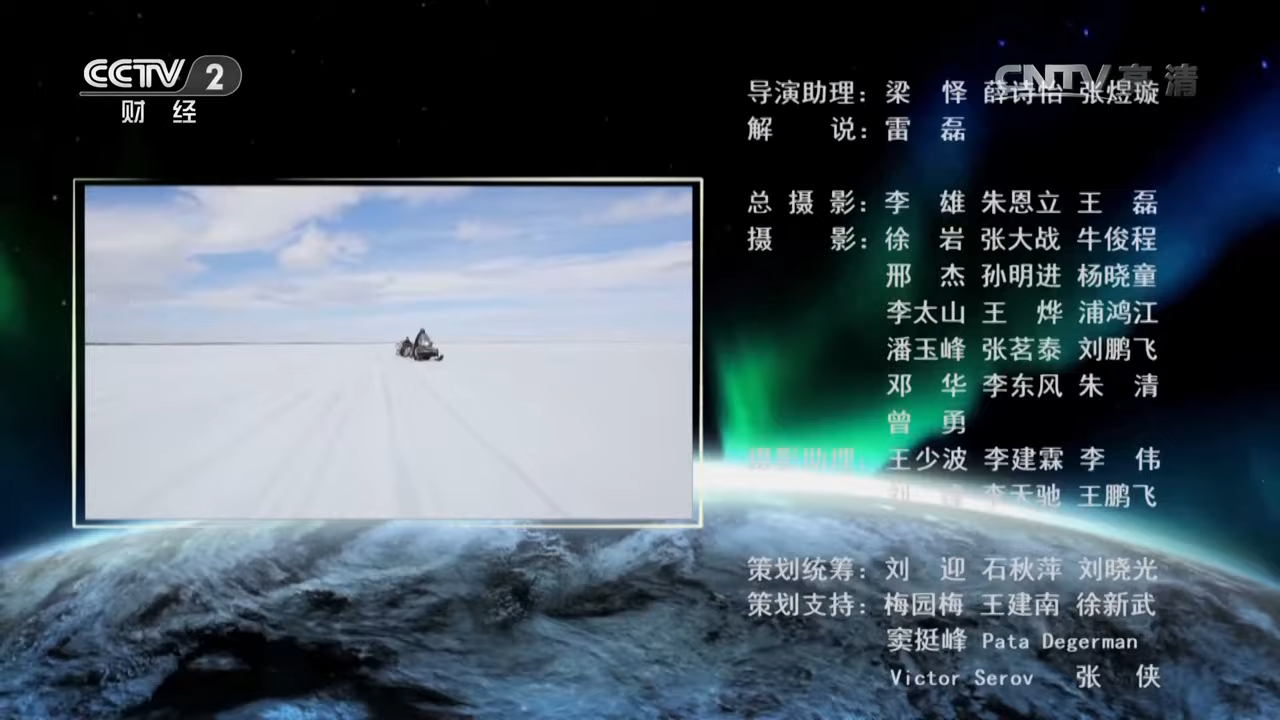 CCTV 2
财 经
CNTV 高清
导演助理：梁 怿 薛诗怡 张煜璇
解 说：雷 磊
总 摄 影：李 雄 朱恩立 王 磊
摄 影：徐 岩 张大战 牛俊程
邢 杰 孙明进 杨晓童
李太山 王 烨 浦鸿江
潘玉峰 张茗泰 刘鹏飞
邓 华 李东风 朱 清
曾 勇
摄影助理：王少波 李建霖 李 伟
李天驰 王鹏飞
策划统筹：刘 迎 石秋萍 刘晓光
策划支持：梅园梅 王建南 徐新武
窦挺峰 Pata Degerman
Victor Serov 张 侠